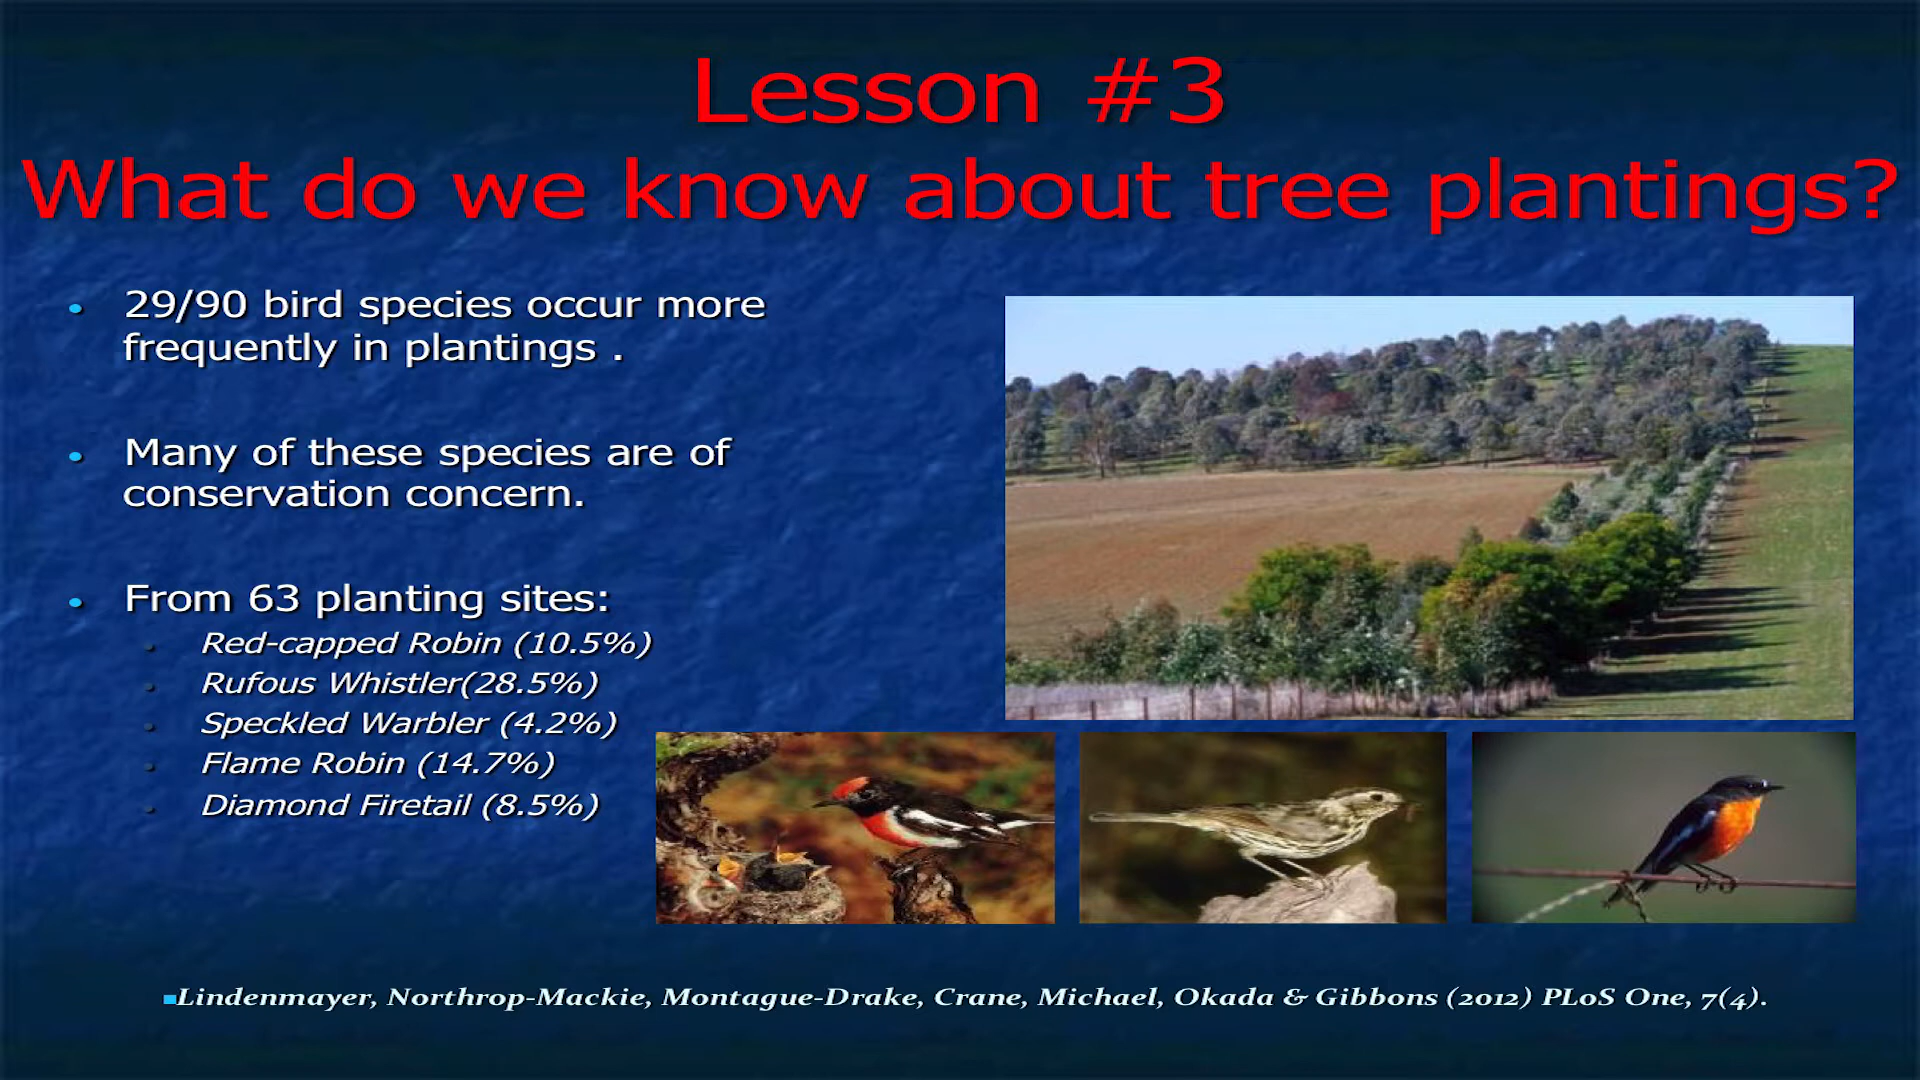 Lesson #3
What do we know about tree plantings?
29/90 bird species occur more
frequently in plantings .
Many of these species are of
conservation concern.
From 63 planting sites:
Red-capped Robin (10.5%)
Rufous Whistler(28.5%)
Speckled Warbler (4.2%)
Flame Robin (14.7%)
Diamond Firetail (8.5%)
Lindenmayer, Northrop-Mackie, Montague-Drake, Crane, Michael, Okada & Gibbons (2012) PLoS One, 7(4).